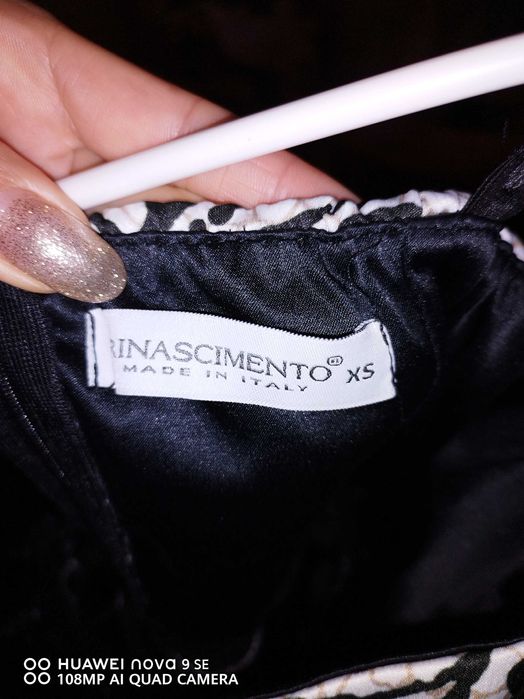 RINASCIMENTO® XS
MADE IN ITALY
HUAWEI nova 9 SE
108MP AI QUAD CAMERA